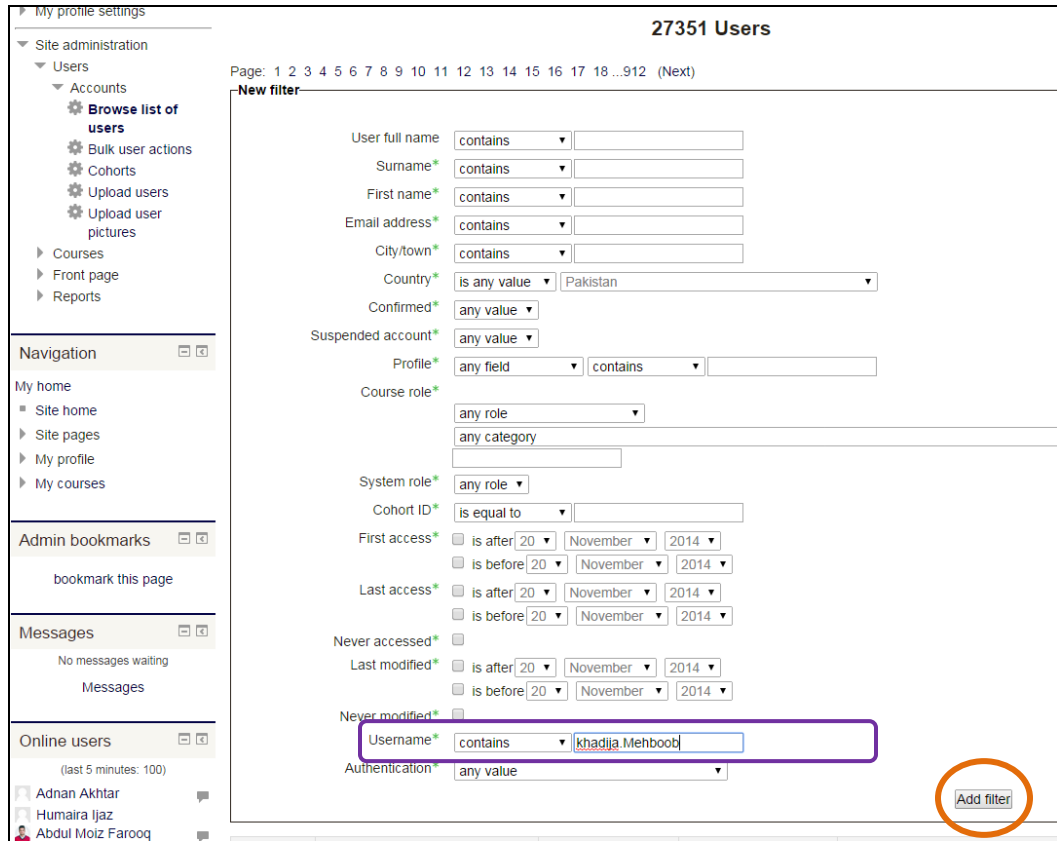 My profile settings
Site administration
Users
Accounts
Browse list of
users
Bulk user actions
Cohorts
Upload users
Upload user
pictures
Courses
Front page
Reports
Navigation
My home
Site home
Site pages
My profile
My courses
Admin bookmarks
bookmark this page
Messages
No messages waiting
Messages
Online users
(last 5 minutes: 100)
Adnan Akhtar
Humaira Ijaz
Abdul Moiz Farooq
27351 Users
Page: 1 2 3 4 5 6 7 8 9 10 11 12 13 14 15 16 17 18 ...912 (Next)
New filter
User full name contains
Surname* contains
First name* contains
Email address* contains
City/town* contains
Country* is any value Pakistan
Confirmed* any value
Suspended account* any value
Profile* any field contains
Course role*
any role
any category
System role* any role
Cohort ID* is equal to
First access* is after 20 November 2014
is before 20 November 2014
Last access* is after 20 November 2014
is before 20 November 2014
Never accessed*
Last modified* is after 20 November 2014
is before 20 November 2014
Never modified*
Username* contains khadija.Mehboob
Authentication* any value
Add filter